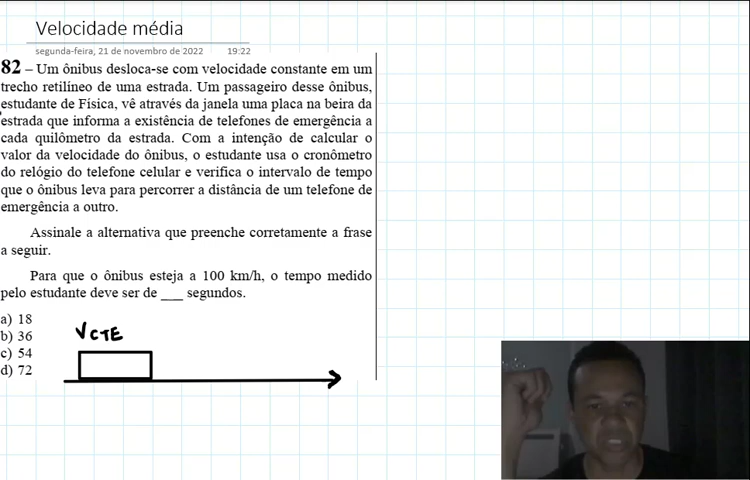 Velocidade média
segunda-feira, 21 de novembro de 2022 19:22
82 – Um ônibus desloca-se com velocidade constante em um
trecho retilíneo de uma estrada. Um passageiro desse ônibus,
estudante de Física, vê através da janela uma placa na beira da
estrada que informa a existência de telefones de emergência a
cada quilômetro da estrada. Com a intenção de calcular o
valor da velocidade do ônibus, o estudante usa o cronômetro
do relógio do telefone celular e verifica o intervalo de tempo
que o ônibus leva para percorrer a distância de um telefone de
emergência a outro.
Assinale a alternativa que preenche corretamente a frase
a seguir.
Para que o ônibus esteja a 100 km/h, o tempo medido
pelo estudante deve ser de ___ segundos.
a) 18
b) 36
c) 54
d) 72
VCTE